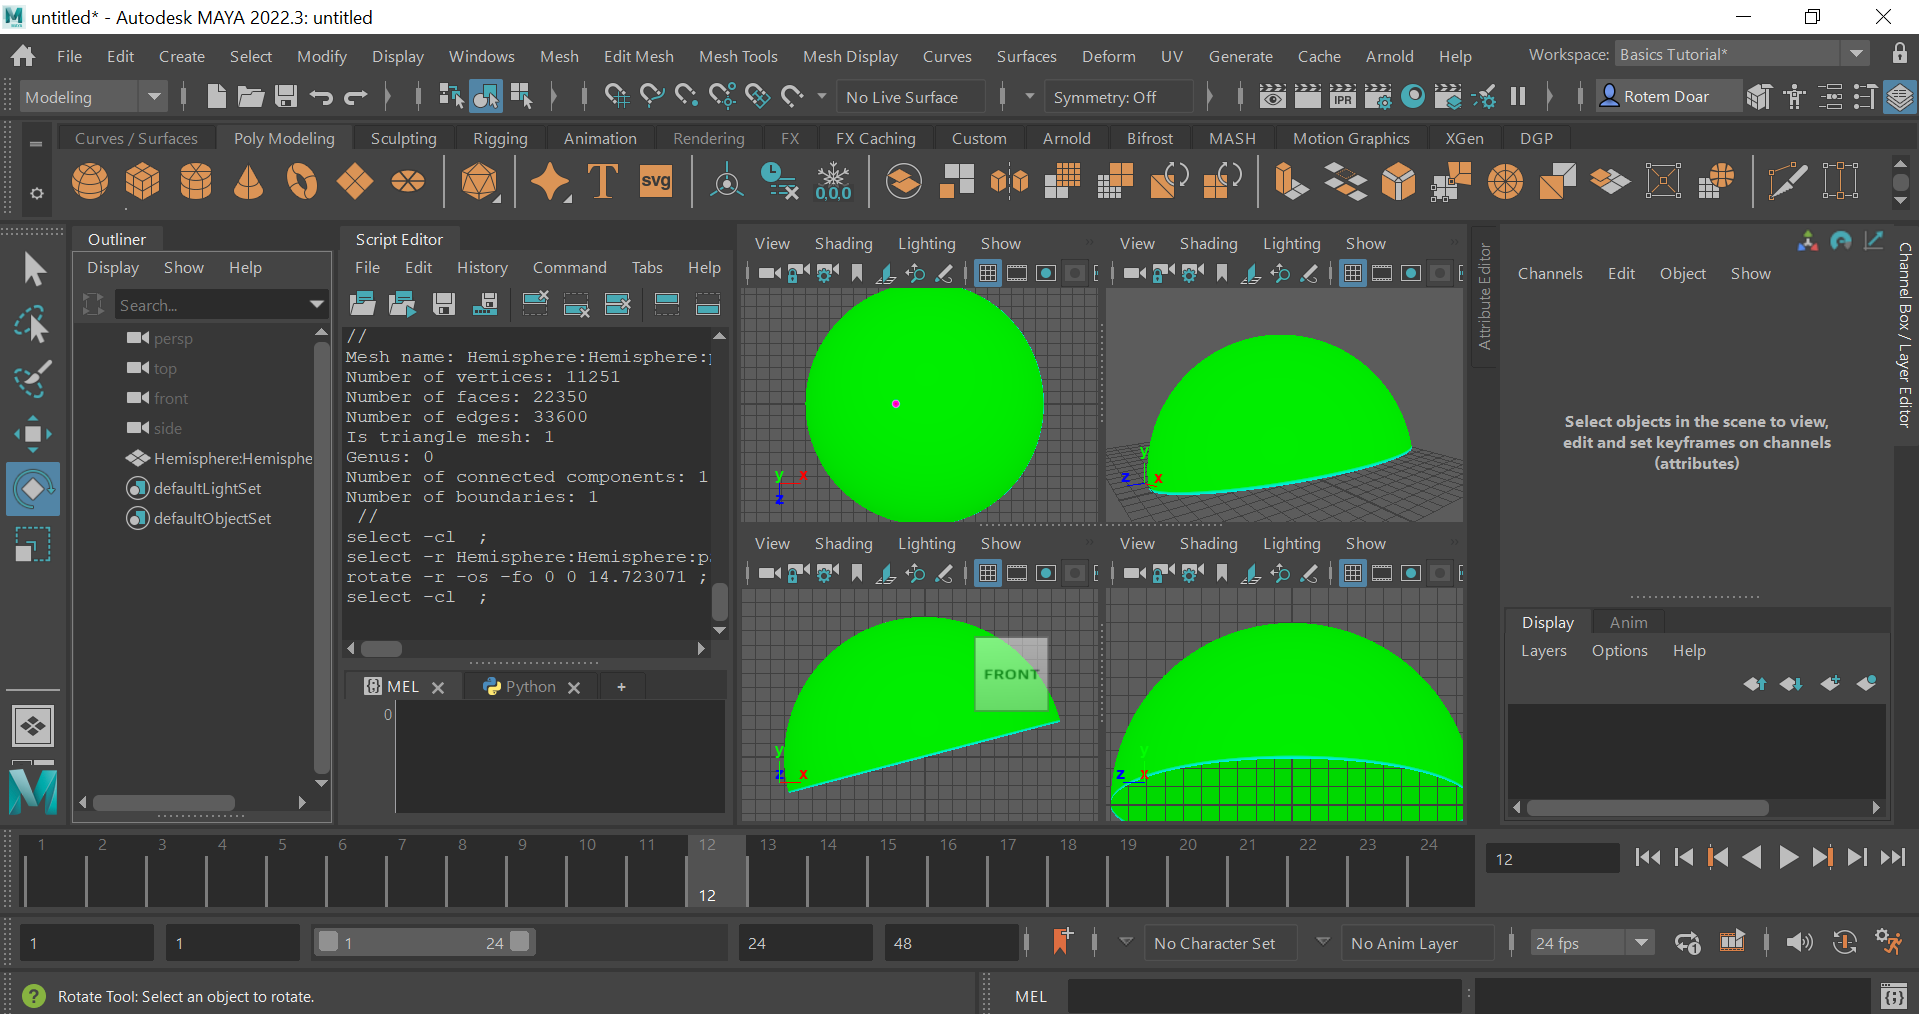 untitled* - Autodesk MAYA 2022.3: untitled
File Edit Create Select Modify Display Windows Mesh Edit Mesh Mesh Tools Mesh Display Curves Surfaces Deform UV Generate Cache Arnold Help Workspace: Basics Tutorial*
Modeling No Live Surface Symmetry: Off IPR Rotem Doar
Curves / Surfaces Poly Modeling Sculpting Rigging Animation Rendering FX FX Caching Custom Arnold Bifrost MASH Motion Graphics XGen DGP
T svg 0,0,0
Outliner
Display Show Help
Search...
persp
top
front
side
Hemisphere:Hemisphe
defaultLightSet
defaultObjectSet
Script Editor
File Edit History Command Tabs Help
//
Mesh name: Hemisphere:Hemisphere:p
Number of vertices: 11251
Number of faces: 22350
Number of edges: 33600
Is triangle mesh: 1
Genus: 0
Number of connected components: 1
Number of boundaries: 1
//
select -cl ;
select -r Hemisphere:Hemisphere:p
rotate -r -os -fo 0 0 14.723071 ;
select -cl ;
MEL Python +
0
View Shading Lighting Show
y x
z
View Shading Lighting Show
y
z x
View Shading Lighting Show
FRONT
y
z x
View Shading Lighting Show
y
z x
Attribute Editor
Channels Edit Object Show
Select objects in the scene to view,
edit and set keyframes on channels
(attributes)
Channel Box / Layer Editor
Display Anim
Layers Options Help
1 2 3 4 5 6 7 8 9 10 11 12 13 14 15 16 17 18 19 20 21 22 23 24
12
12
1 1 1 24 24 48 No Character Set No Anim Layer 24 fps
? Rotate Tool: Select an object to rotate. MEL